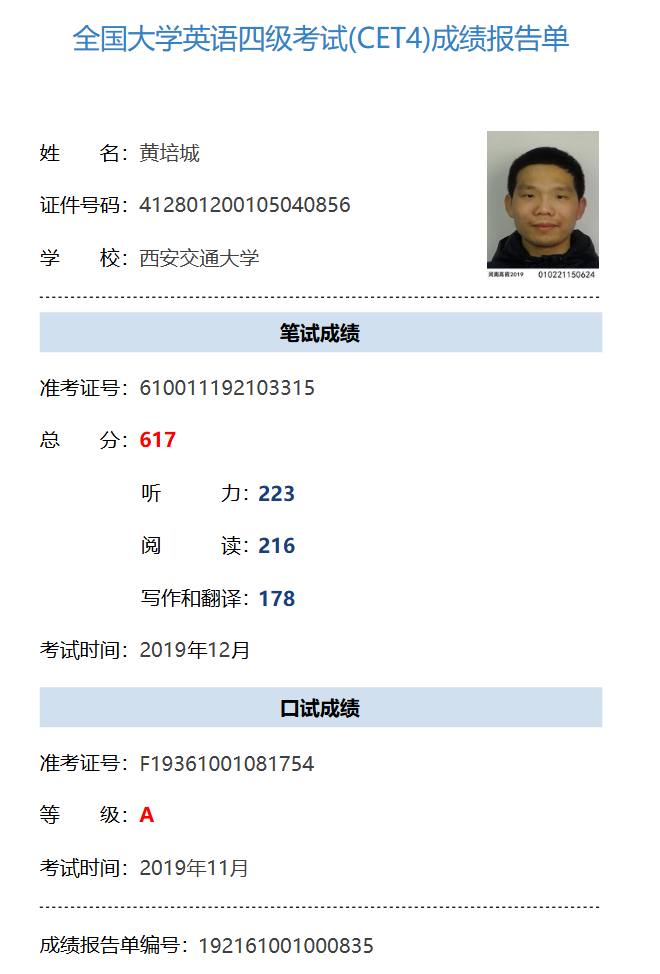 全国大学英语四级考试(CET4)成绩报告单
姓 名：黄培城
证件号码：412801200105040856
学 校：西安交通大学
河南高招2019 010221150624
笔试成绩
准考证号：610011192103315
总 分：617
听 力：223
阅 读：216
写作和翻译：178
考试时间：2019年12月
口试成绩
准考证号：F19361001081754
等 级：A
考试时间：2019年11月
成绩报告单编号：192161001000835